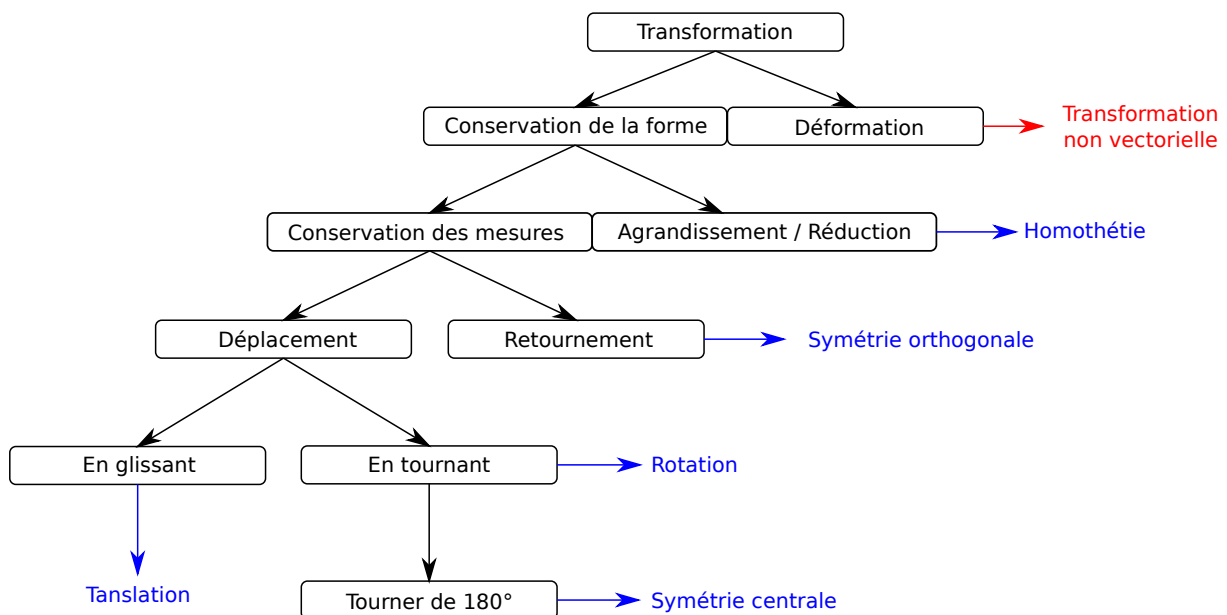 Transformation
Conservation de la forme
Déformation
Transformation
non vectorielle
Conservation des mesures
Agrandissement / Réduction
Homothétie
Déplacement
Retournement
Symétrie orthogonale
En glissant
En tournant
Rotation
Tanslation
Tourner de 180°
Symétrie centrale